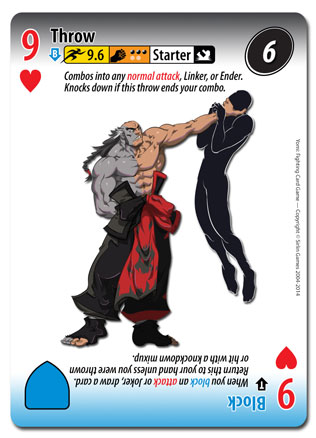 9 Throw
B 9.6 Starter
6
Combos into any normal attack, Linker, or Ender.
Knocks down if this throw ends your combo.
Yomi: Fighting Card Game — Copyright © Sirlin Games 2004-2014
9 Block
When you block an attack or Joker, draw a card.
Return this to your hand unless you were thrown
or hit with a knockdown mixup.